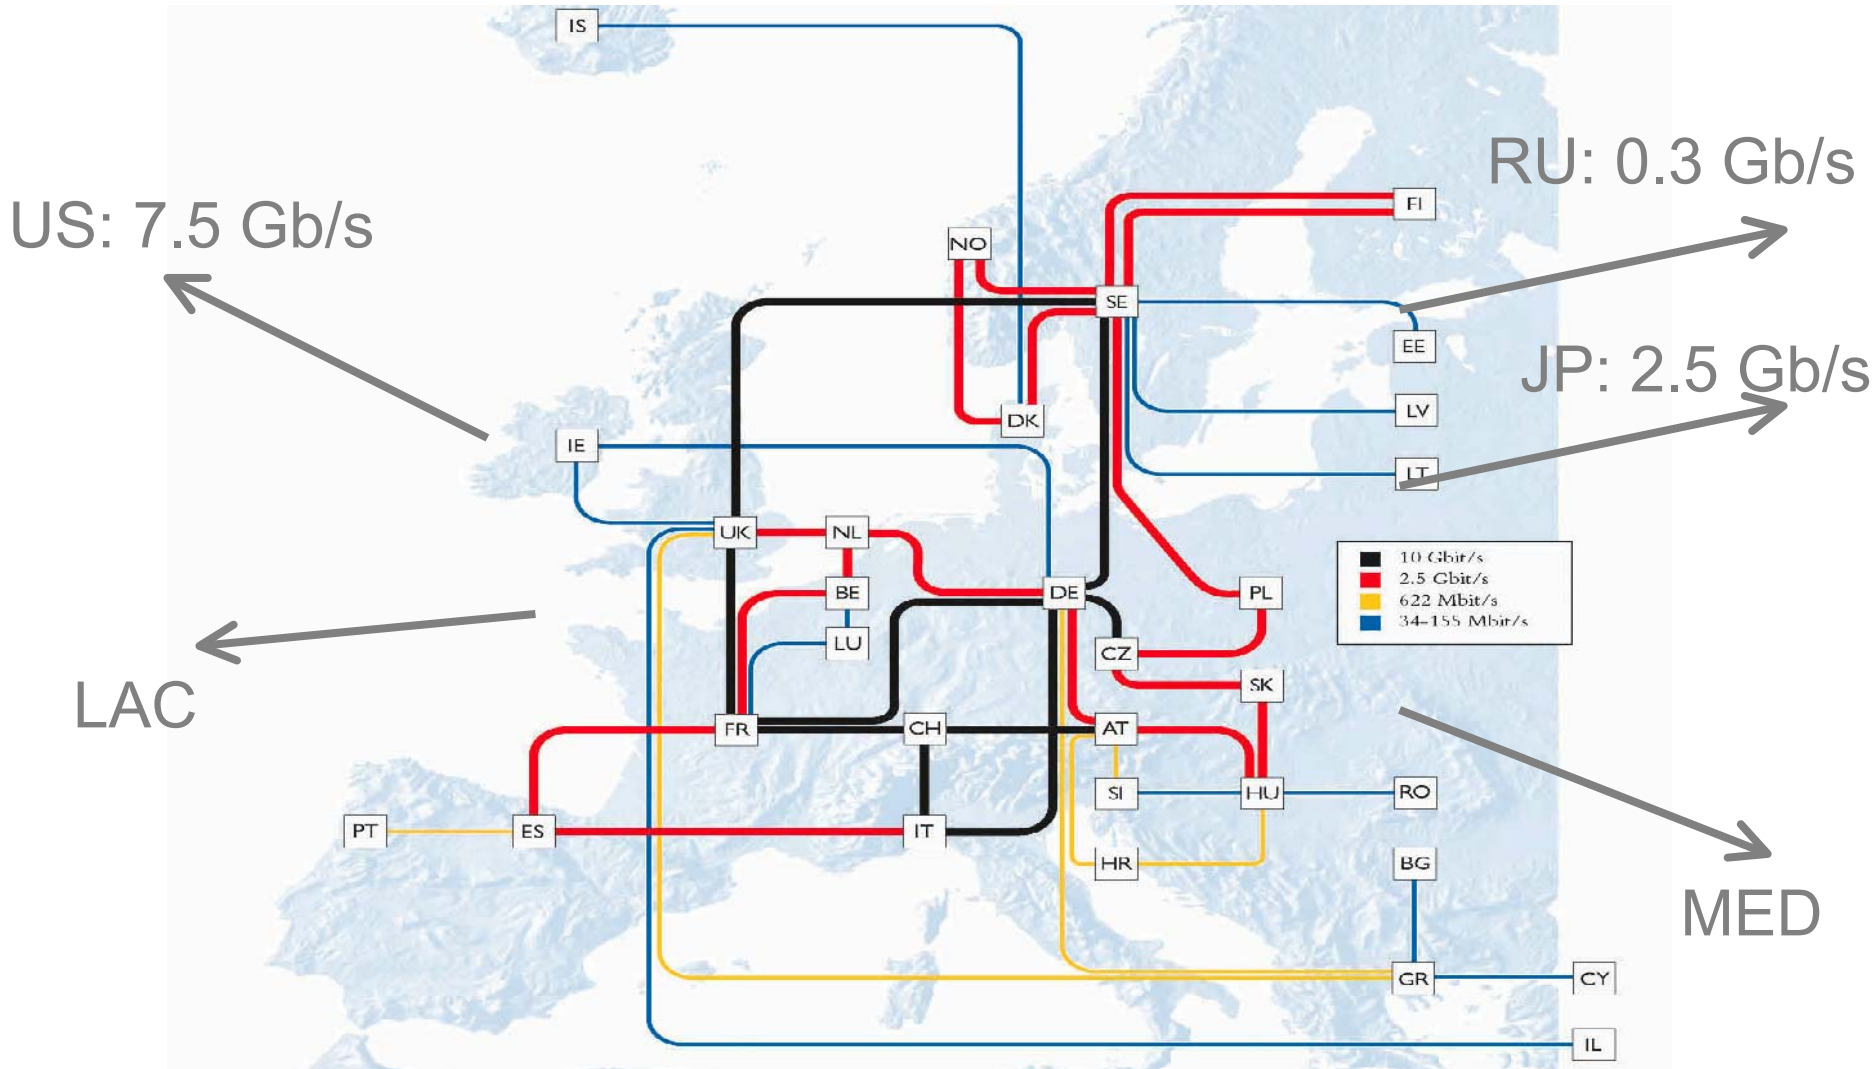 IS
RU: 0.3 Gb/s
US: 7.5 Gb/s
FI
NO
SE
EE
JP: 2.5 Gb/s
DK
LV
IE
LT
UK
NL
10 Gbit/s
2.5 Gbit/s
622 Mbit/s
34-155 Mbit/s
BE
DE
PL
LU
CZ
SK
LAC
FR
CH
AT
SI
HU
RO
PT
ES
IT
HR
BG
MED
GR
CY
IL